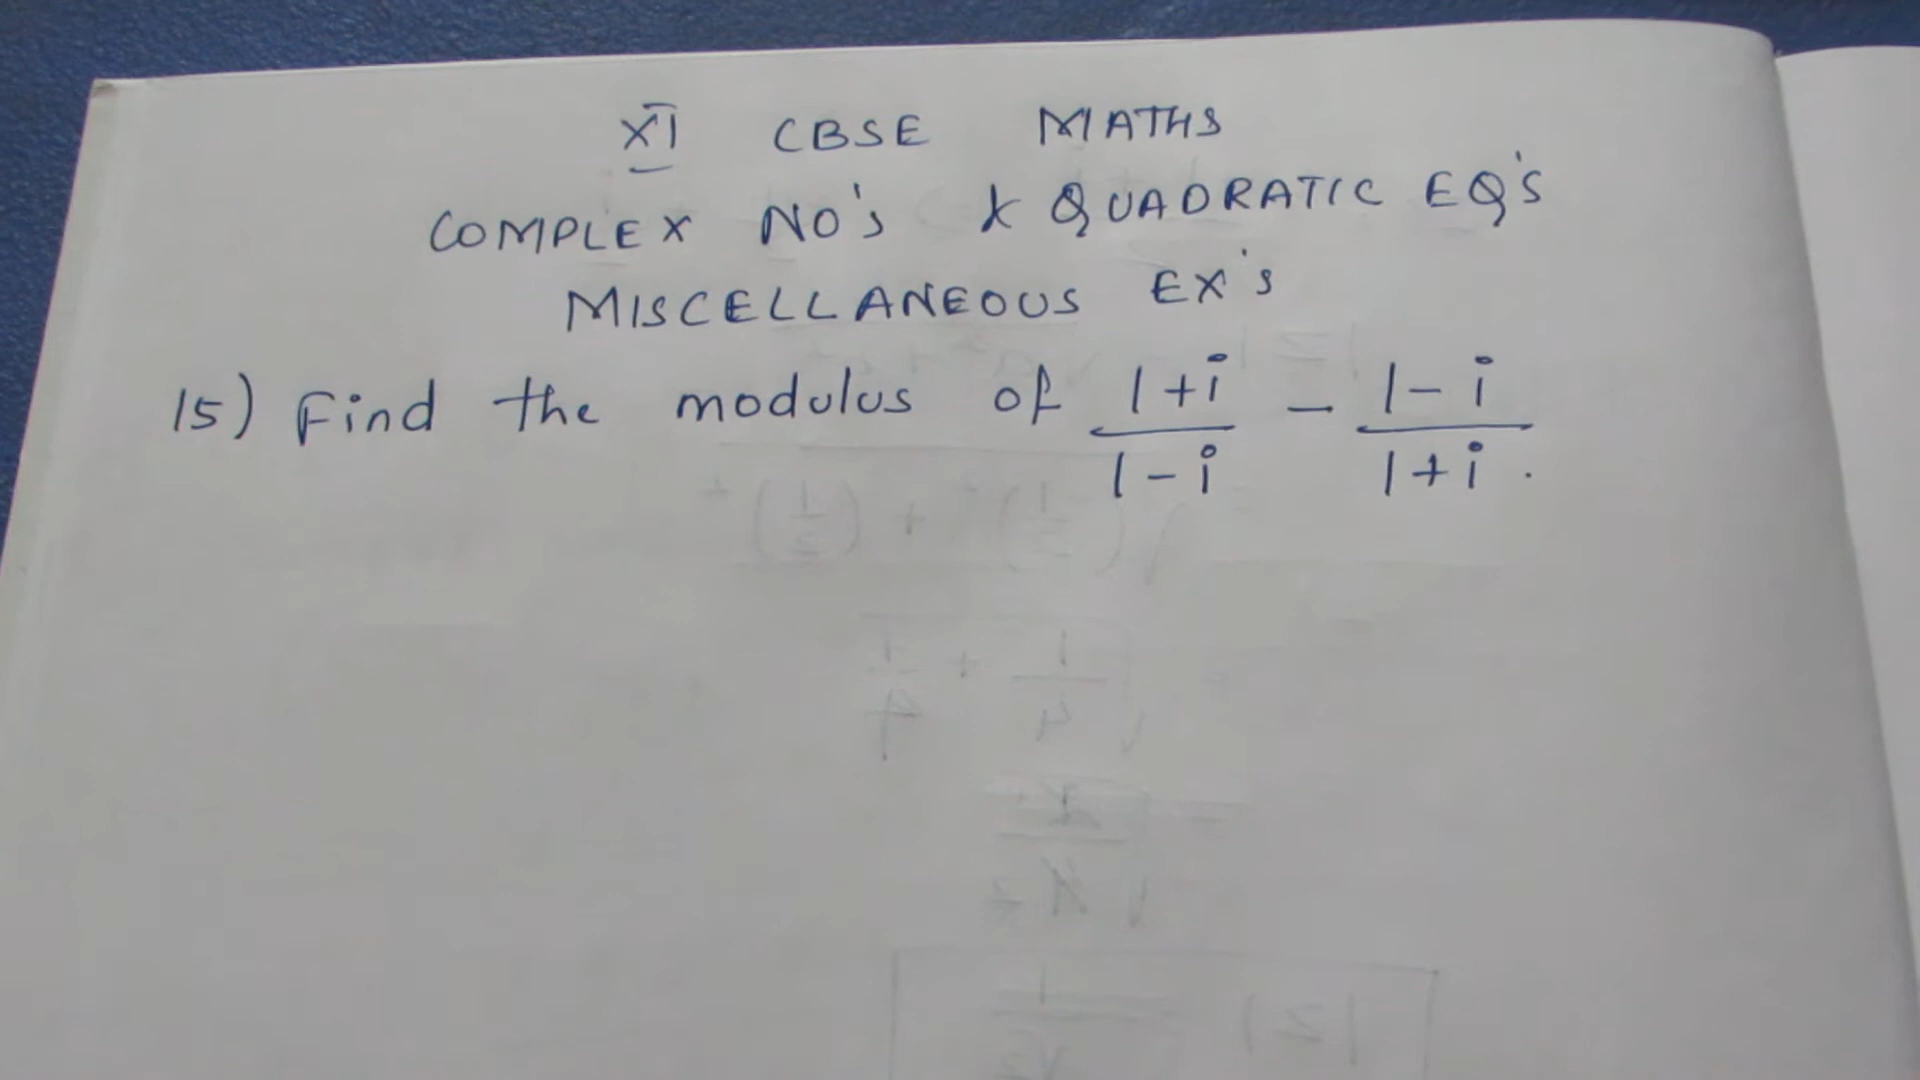 XI CBSE MATHS
COMPLEX NO'S & QUADRATIC EQ'S
MISCELLANEOUS EX'S
15) Find the modulus of (1+i)/(1-i) - (1-i)/(1+i).